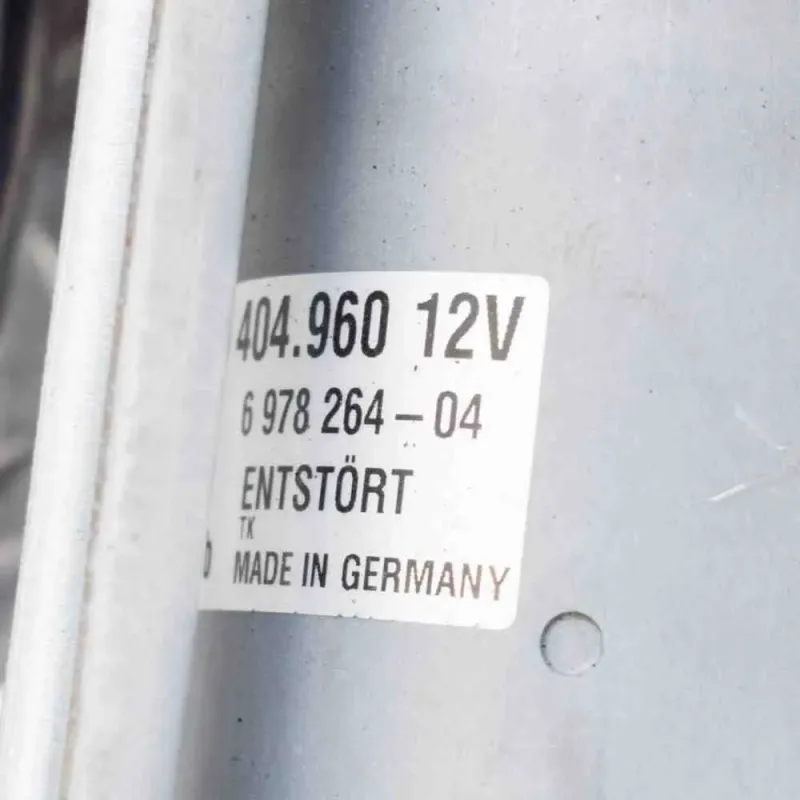 404.960 12V
6 978 264-04
ENTSTÖRT
TK
MADE IN GERMANY